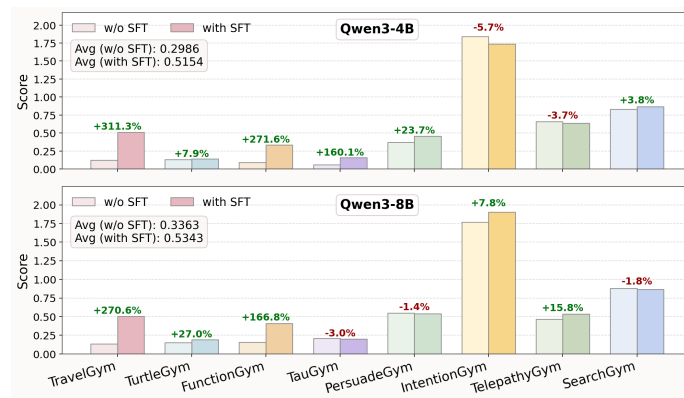 w/o SFT with SFT
Qwen3-4B
Avg (w/o SFT): 0.2986
Avg (with SFT): 0.5154
Score
2.00
1.75
1.50
1.25
1.00
0.75
0.50
0.25
0.00
+311.3% +7.9% +271.6% +160.1% +23.7% -5.7% -3.7% +3.8%
w/o SFT with SFT
Qwen3-8B
Avg (w/o SFT): 0.3363
Avg (with SFT): 0.5343
Score
2.00
1.75
1.50
1.25
1.00
0.75
0.50
0.25
0.00
+270.6% +27.0% +166.8% -3.0% -1.4% +7.8% +15.8% -1.8%
TravelGym TurtleGym FunctionGym TauGym PersuadeGym IntentionGym TelepathyGym SearchGym